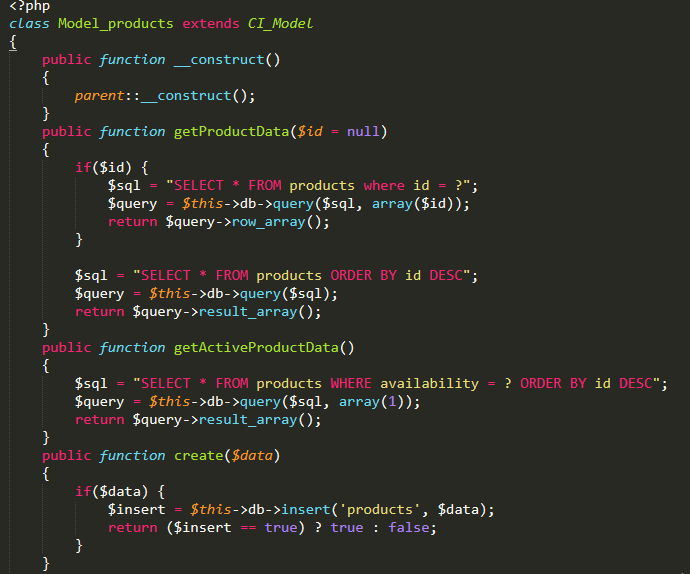 <?php
class Model_products extends CI_Model
{
    public function __construct()
    {
        parent::__construct();
    }
    public function getProductData($id = null)
    {
        if($id) {
            $sql = "SELECT * FROM products where id = ?";
            $query = $this->db->query($sql, array($id));
            return $query->row_array();
        }

        $sql = "SELECT * FROM products ORDER BY id DESC";
        $query = $this->db->query($sql);
        return $query->result_array();
    }
    public function getActiveProductData()
    {
        $sql = "SELECT * FROM products WHERE availability = ? ORDER BY id DESC";
        $query = $this->db->query($sql, array(1));
        return $query->result_array();
    }
    public function create($data)
    {
        if($data) {
            $insert = $this->db->insert('products', $data);
            return ($insert == true) ? true : false;
        }
    }